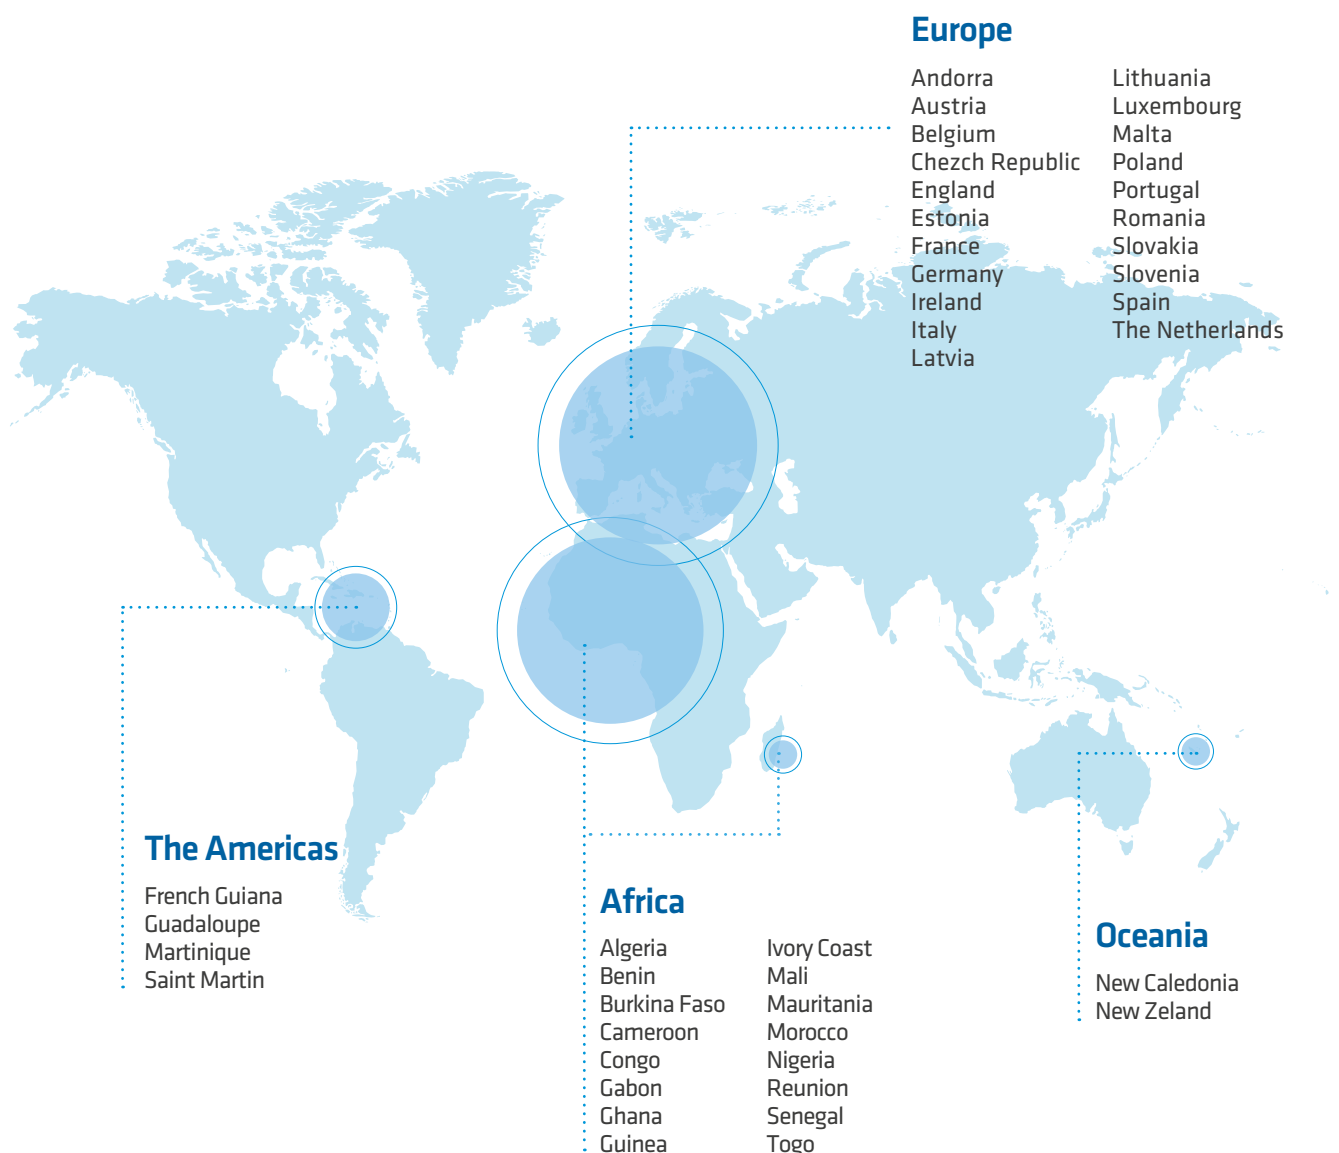 Europe
Andorra
Austria
Belgium
Chezch Republic
England
Estonia
France
Germany
Ireland
Italy
Latvia
Lithuania
Luxembourg
Malta
Poland
Portugal
Romania
Slovakia
Slovenia
Spain
The Netherlands
The Americas
French Guiana
Guadaloupe
Martinique
Saint Martin
Africa
Algeria
Benin
Burkina Faso
Cameroon
Congo
Gabon
Ghana
Guinea
Ivory Coast
Mali
Mauritania
Morocco
Nigeria
Reunion
Senegal
Togo
Oceania
New Caledonia
New Zeland